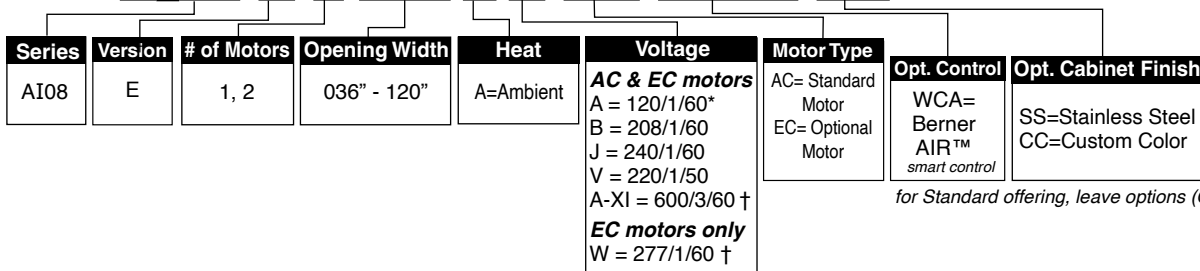 Series
AI08
Version
E
# of Motors
1, 2
Opening Width
036” - 120”
Heat
A=Ambient
Voltage
AC & EC motors
A = 120/1/60*
B = 208/1/60
J = 240/1/60
V = 220/1/50
A-XI = 600/3/60 †
EC motors only
W = 277/1/60 †
Motor Type
AC= Standard
Motor
EC= Optional
Motor
Opt. Control
WCA=
Berner
AIR™
smart control
Opt. Cabinet Finish
SS=Stainless Steel
CC=Custom Color
for Standard offering, leave options